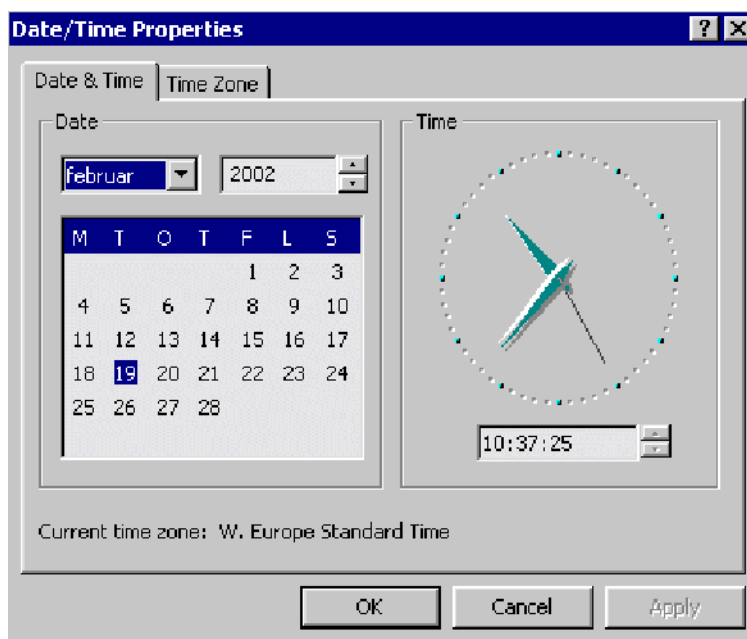 Date/Time Properties
Date & Time
Time Zone
Date
februar
2002
M T O T F L S
1 2 3
4 5 6 7 8 9 10
11 12 13 14 15 16 17
18 19 20 21 22 23 24
25 26 27 28
Time
10:37:25
Current time zone: W. Europe Standard Time
OK
Cancel
Apply